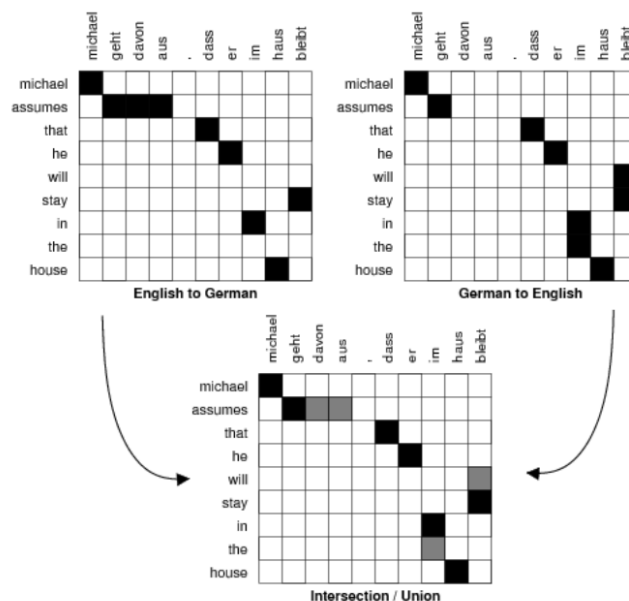 michael geht davon aus , dass er im haus bleibt
michael
assumes
that
he
will
stay
in
the
house
English to German
michael geht davon aus , dass er im haus bleibt
michael
assumes
that
he
will
stay
in
the
house
German to English
michael geht davon aus , dass er im haus bleibt
michael
assumes
that
he
will
stay
in
the
house
Intersection / Union